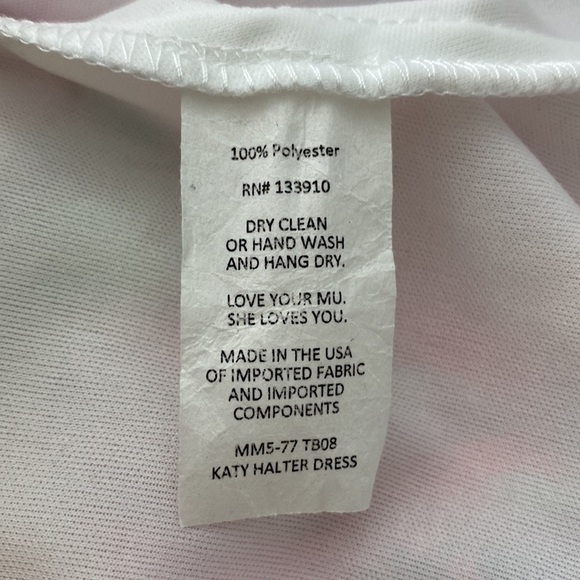 100% Polyester
RN# 133910
DRY CLEAN
OR HAND WASH
AND HANG DRY.
LOVE YOUR MU.
SHE LOVES YOU.
MADE IN THE USA
OF IMPORTED FABRIC
AND IMPORTED
COMPONENTS
MM5-77 TB08
KATY HALTER DRESS